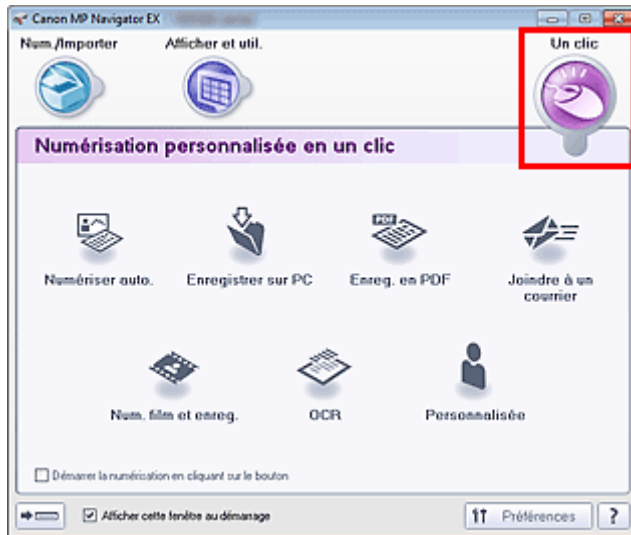 Canon MP Navigator EX
Num./Importer
Afficher et util.
Un clic
Numérisation personnalisée en un clic
Numériser auto.
Enregistrer sur PC
PDF
Enreg. en PDF
Joindre à un
courrier
Num. film et enreg.
OCR
Personnalisée
Démarrer la numérisation en cliquant sur le bouton
Afficher cette fenêtre au démarrage
Préférences
?